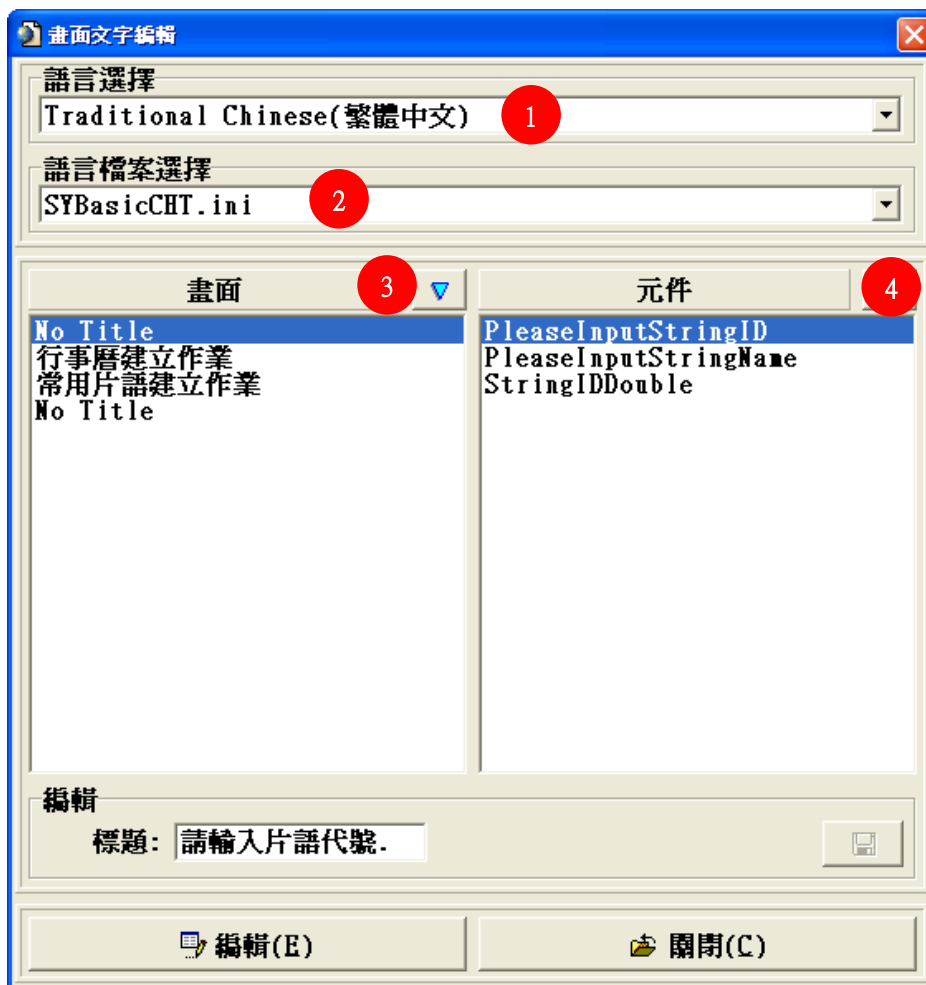 畫面文字編輯
語言選擇
Traditional Chinese(繁體中文)
1
語言檔案選擇
SYBasicCHT.ini
2
畫面
3
元件
4
No Title
行事曆建立作業
常用片語建立作業
No Title
PleaseInputStringID
PleaseInputStringName
StringIDDouble
編輯
標題: 請輸入片語代號.
編輯(E)
關閉(C)